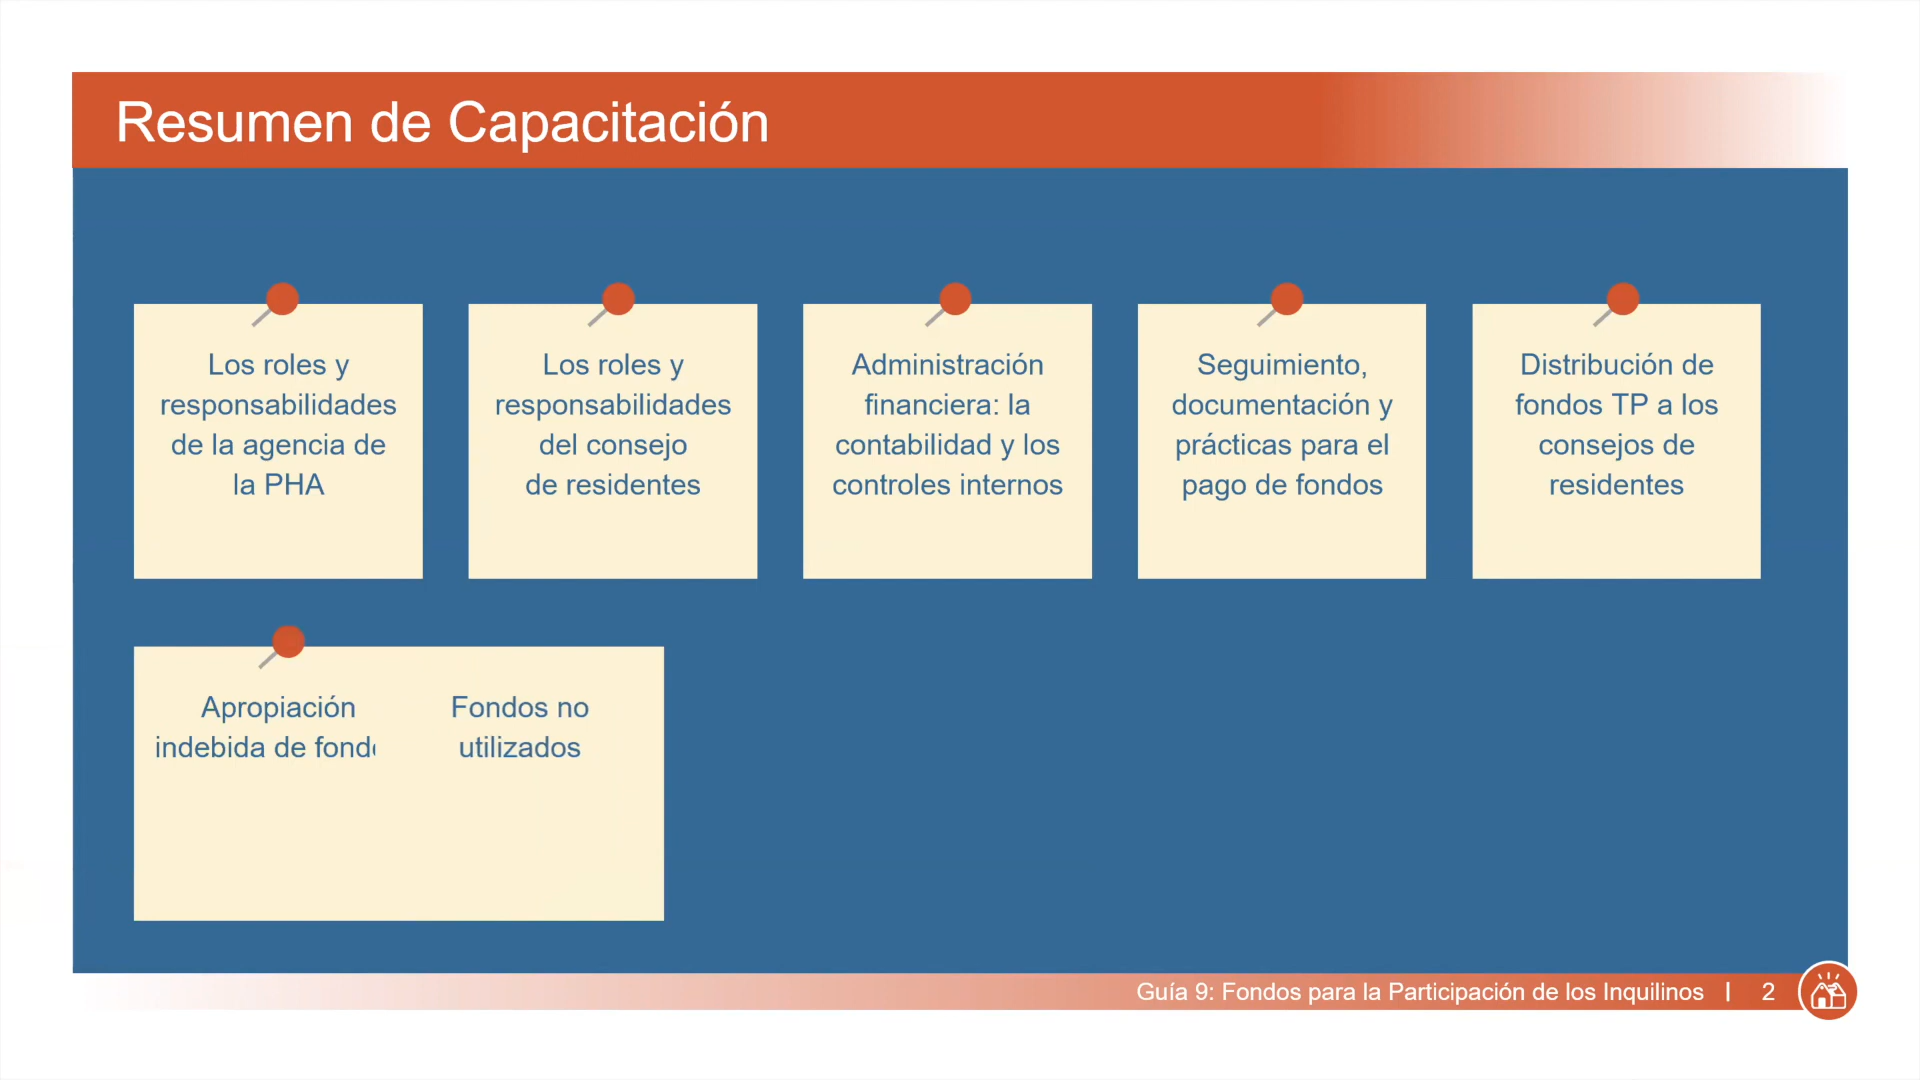 Resumen de Capacitación
Los roles y
responsabilidades
de la agencia de
la PHA
Los roles y
responsabilidades
del consejo
de residentes
Administración
financiera: la
contabilidad y los
controles internos
Seguimiento,
documentación y
prácticas para el
pago de fondos
Distribución de
fondos TP a los
consejos de
residentes
Apropiación
indebida de fond
Fondos no
utilizados
Guía 9: Fondos para la Participación de los Inquilinos | 2